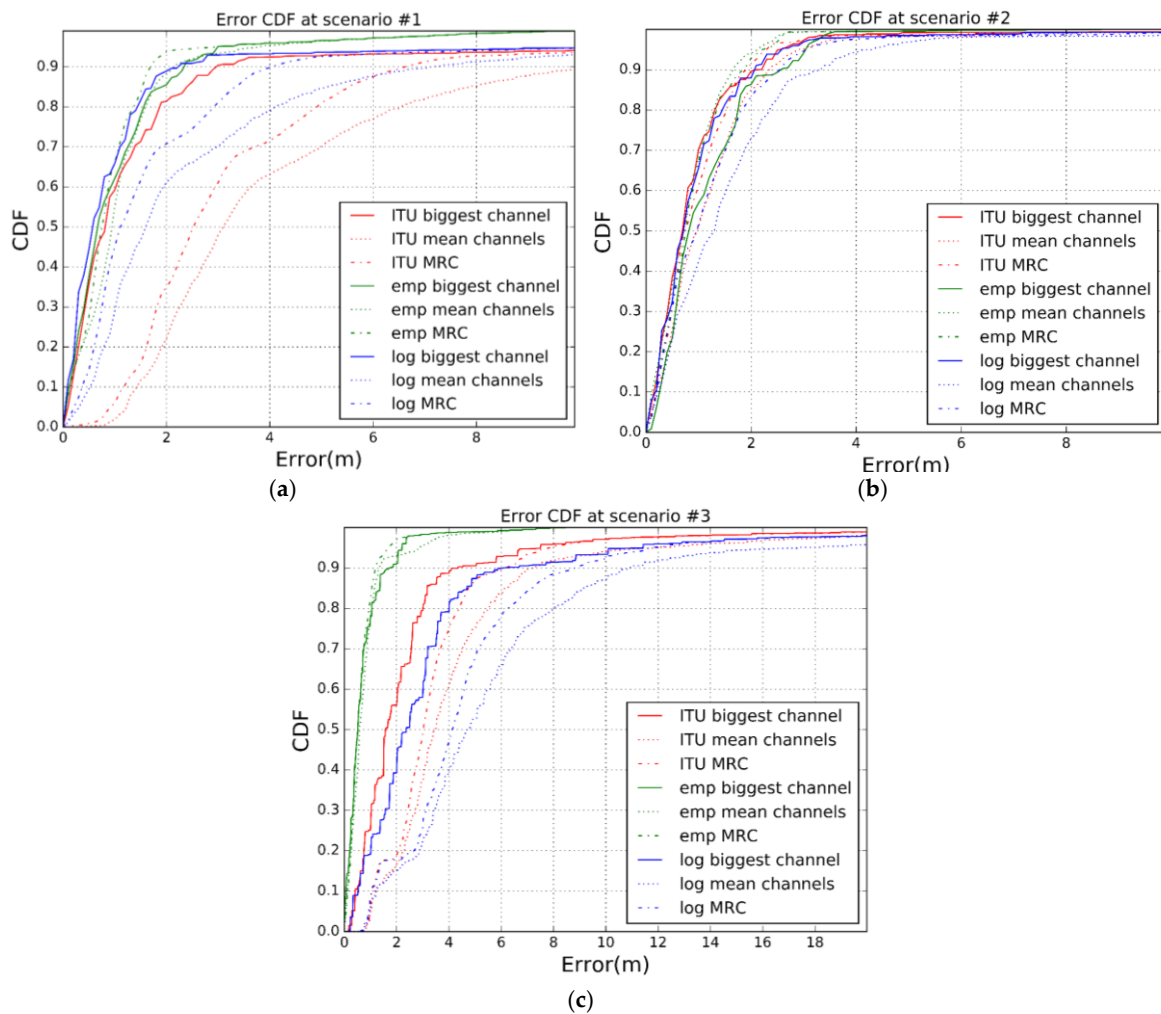 Error CDF at scenario #1
CDF
0.9
0.8
0.7
0.6
0.5
0.4
0.3
0.2
0.1
0.0
ITU biggest channel
ITU mean channels
ITU MRC
emp biggest channel
emp mean channels
emp MRC
log biggest channel
log mean channels
log MRC
0 2 4 6 8
Error(m)
(a)
Error CDF at scenario #2
CDF
0.9
0.8
0.7
0.6
0.5
0.4
0.3
0.2
0.1
0.0
ITU biggest channel
ITU mean channels
ITU MRC
emp biggest channel
emp mean channels
emp MRC
log biggest channel
log mean channels
log MRC
0 2 4 6 8
Error(m)
(b)
Error CDF at scenario #3
CDF
0.9
0.8
0.7
0.6
0.5
0.4
0.3
0.2
0.1
0.0
ITU biggest channel
ITU mean channels
ITU MRC
emp biggest channel
emp mean channels
emp MRC
log biggest channel
log mean channels
log MRC
0 2 4 6 8 10 12 14 16 18
Error(m)
(c)